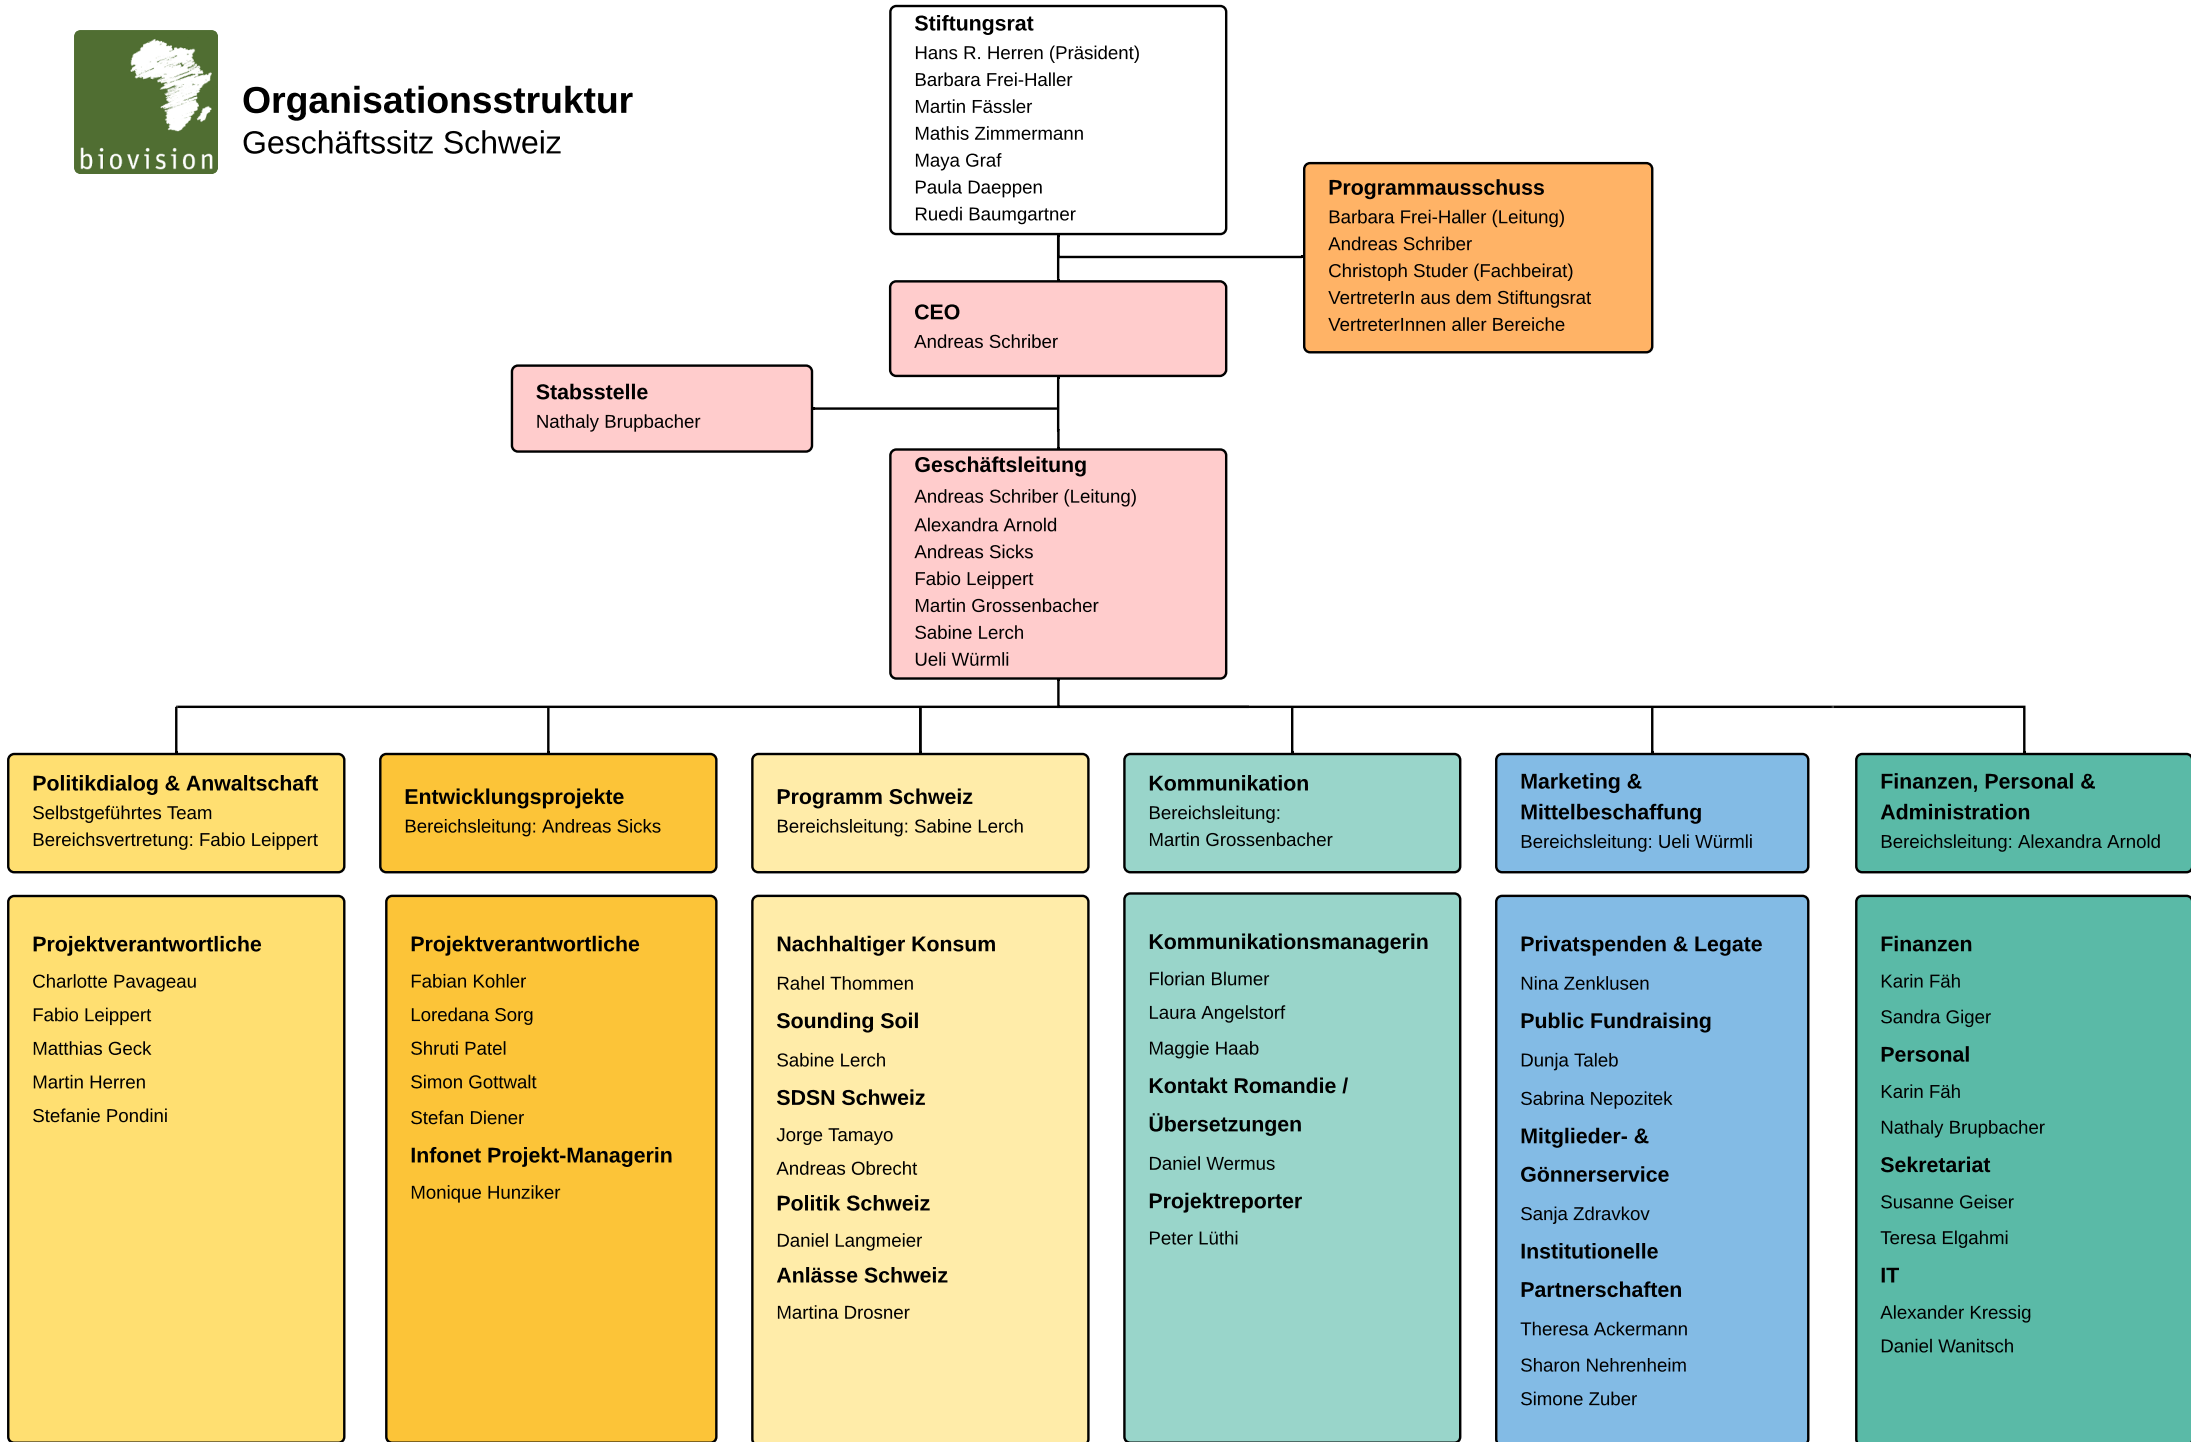 biovision
Organisationsstruktur
Geschäftssitz Schweiz
Stiftungsrat
Hans R. Herren (Präsident)
Barbara Frei-Haller
Martin Fässler
Mathis Zimmermann
Maya Graf
Paula Daeppen
Ruedi Baumgartner
Programmausschuss
Barbara Frei-Haller (Leitung)
Andreas Schriber
Christoph Studer (Fachbeirat)
VertreterIn aus dem Stiftungsrat
VertreterInnen aller Bereiche
CEO
Andreas Schriber
Stabsstelle
Nathaly Brupbacher
Geschäftsleitung
Andreas Schriber (Leitung)
Alexandra Arnold
Andreas Sicks
Fabio Leippert
Martin Grossenbacher
Sabine Lerch
Ueli Würmli
Politikdialog & Anwaltschaft
Selbstgeführtes Team
Bereichsvertretung: Fabio Leippert
Entwicklungsprojekte
Bereichsleitung: Andreas Sicks
Programm Schweiz
Bereichsleitung: Sabine Lerch
Kommunikation
Bereichsleitung:
Martin Grossenbacher
Marketing &
Mittelbeschaffung
Bereichsleitung: Ueli Würmli
Finanzen, Personal &
Administration
Bereichsleitung: Alexandra Arnold
Projektverantwortliche
Charlotte Pavageau
Fabio Leippert
Matthias Geck
Martin Herren
Stefanie Pondini
Projektverantwortliche
Fabian Kohler
Loredana Sorg
Shruti Patel
Simon Gottwalt
Stefan Diener
Infonet Projekt-Managerin
Monique Hunziker
Nachhaltiger Konsum
Rahel Thommen
Sounding Soil
Sabine Lerch
SDSN Schweiz
Jorge Tamayo
Andreas Obrecht
Politik Schweiz
Daniel Langmeier
Anlässe Schweiz
Martina Drosner
Kommunikationsmanagerin
Florian Blumer
Laura Angelstorf
Maggie Haab
Kontakt Romandie /
Übersetzungen
Daniel Wermus
Projektreporter
Peter Lüthi
Privatspenden & Legate
Nina Zenklusen
Public Fundraising
Dunja Taleb
Sabrina Nepozitek
Mitglieder- &
Gönnerservice
Sanja Zdravkov
Institutionelle
Partnerschaften
Theresa Ackermann
Sharon Nehrenheim
Simone Zuber
Finanzen
Karin Fäh
Sandra Giger
Personal
Karin Fäh
Nathaly Brupbacher
Sekretariat
Susanne Geiser
Teresa Elgahmi
IT
Alexander Kressig
Daniel Wanitsch